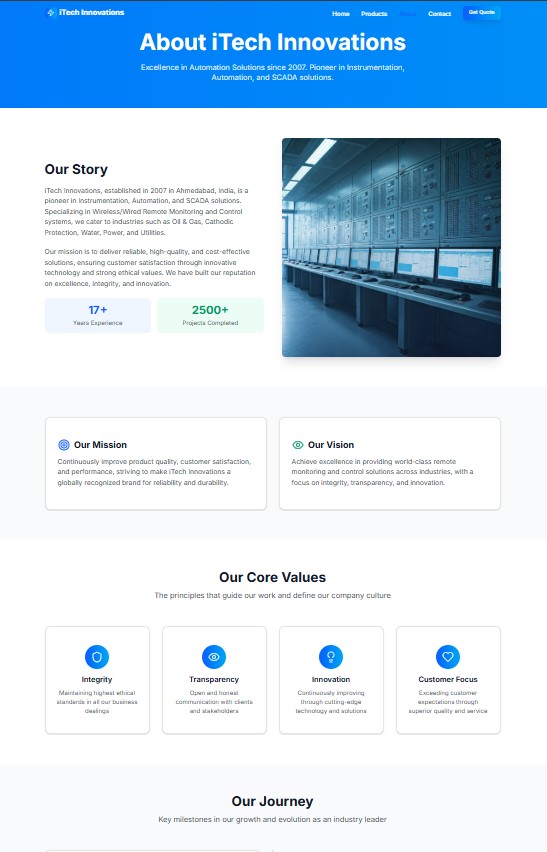 iTech Innovations
Home Products About Contact Get Quote
About iTech Innovations
Excellence in Automation Solutions since 2007. Pioneer in Instrumentation,
Automation, and SCADA solutions.
Our Story
iTech Innovations, established in 2007 in Ahmedabad, India, is a
pioneer in Instrumentation, Automation, and SCADA solutions.
Specializing in Wireless/Wired Remote Monitoring and Control
systems, we cater to industries such as Oil & Gas, Cathodic
Protection, Water, Power, and Utilities.
Our mission is to deliver reliable, high-quality, and cost-effective
solutions, ensuring customer satisfaction through innovative
technology and strong ethical values. We have built our reputation
on excellence, integrity, and innovation.
17+
Years Experience
2500+
Projects Completed
Our Mission
Continuously improve product quality, customer satisfaction,
and performance, striving to make iTech Innovations a
globally recognized brand for reliability and durability.
Our Vision
Achieve excellence in providing world-class remote
monitoring and control solutions across industries, with a
focus on integrity, transparency, and innovation.
Our Core Values
The principles that guide our work and define our company culture
Integrity
Maintaining highest ethical
standards in all our business
dealings
Transparency
Open and honest
communication with clients
and stakeholders
Innovation
Continuously improving
through cutting-edge
technology and solutions
Customer Focus
Exceeding customer
expectations through
superior quality and service
Our Journey
Key milestones in our growth and evolution as an industry leader